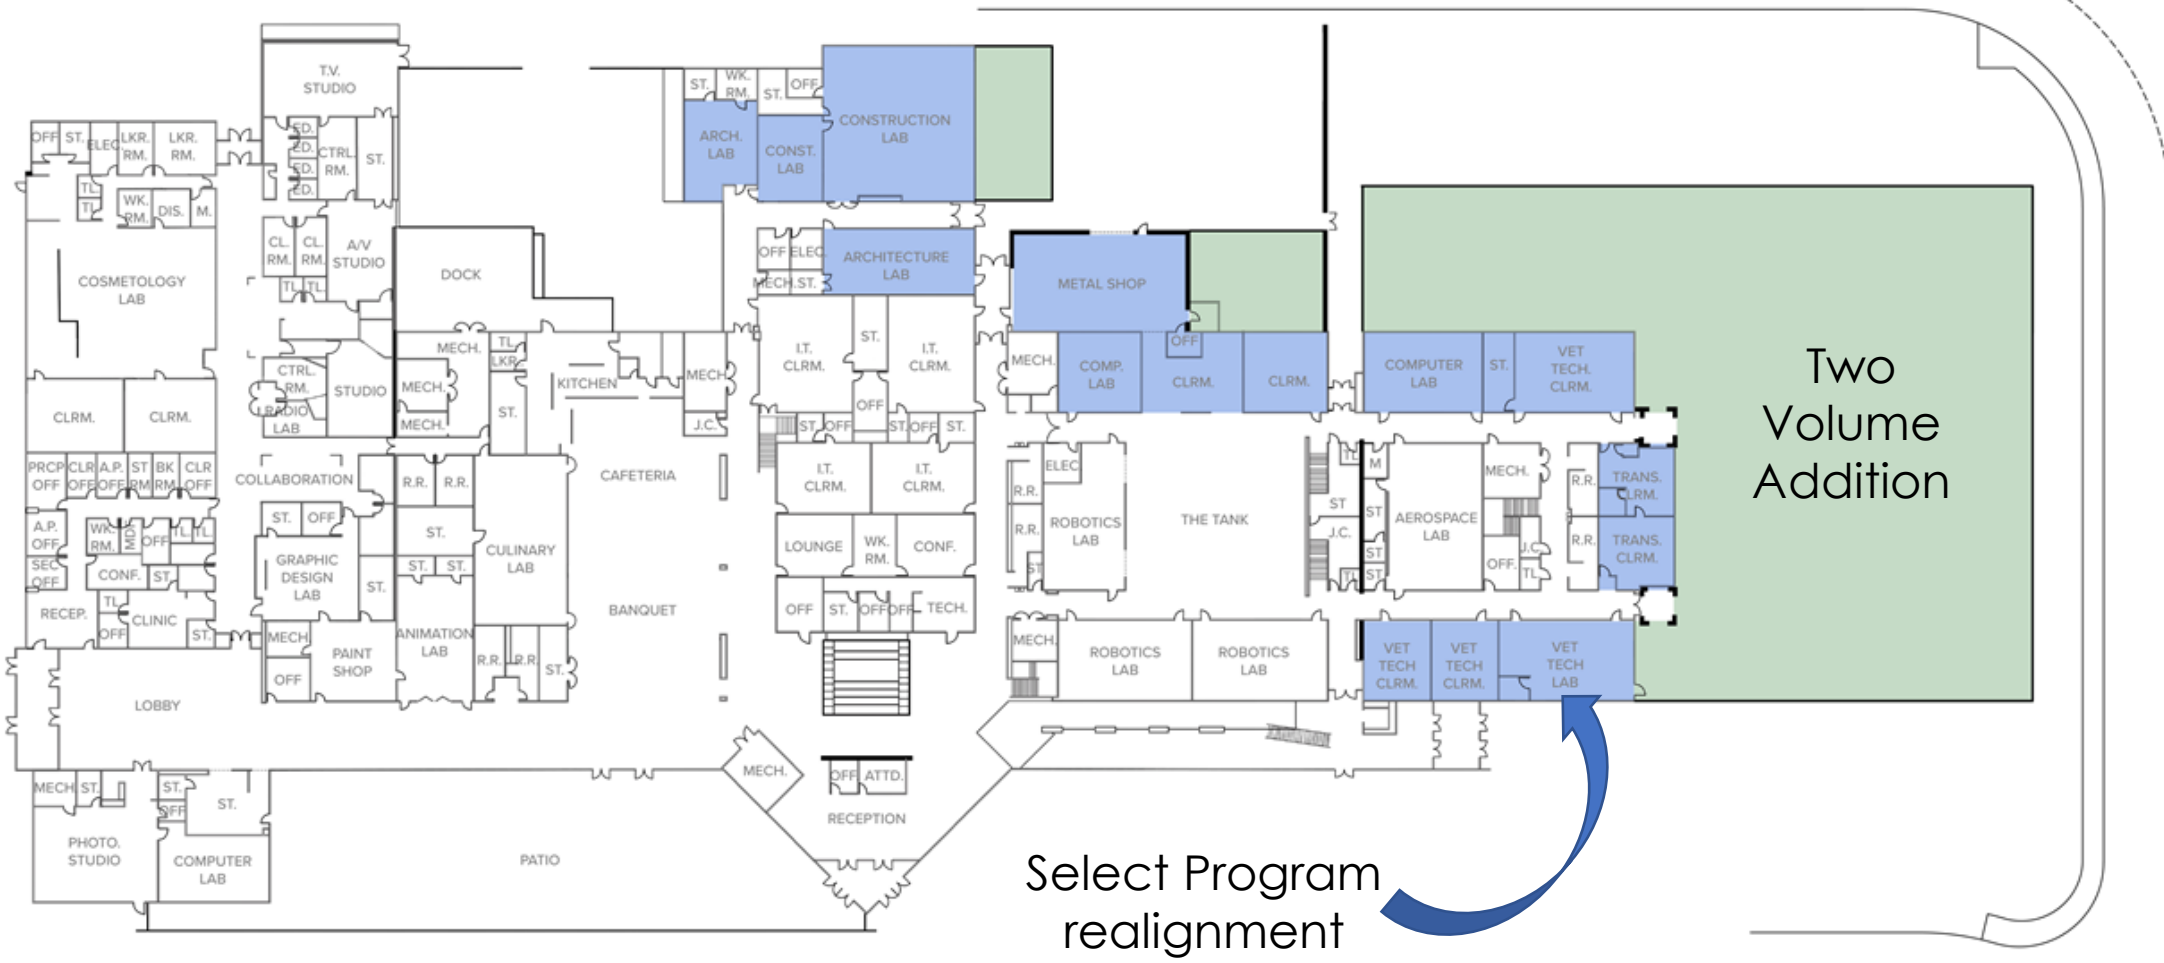 T.V.
STUDIO
ED.
ED.
ED.
ED.
CTRL.
RM.
ST.
OFF
ST.
ELEC
LKR.
RM.
LKR.
RM.
TL.
TL.
WK.
RM.
DIS.
M.
COSMETOLOGY
LAB
CL.
RM.
CL.
RM.
A/V
STUDIO
TL.
TL.
DOCK
CTRL.
RM.
STUDIO
RADIO
LAB
MECH.
MECH.
MECH.
TL.
LKR.
ST.
KITCHEN
MECH
J.C.
CLRM.
CLRM.
PRCP
OFF
CLR
OFF
A.P.
OFF
ST
RM
BK
RM
CLR
OFF
COLLABORATION
R.R.
R.R.
ST.
OFF
ST.
A.P.
OFF
WK.
RM.
MDF
OFF
TL.
TL.
SEC
OFF
CONF.
ST.
GRAPHIC
DESIGN
LAB
ST.
ST.
ST.
CULINARY
LAB
CAFETERIA
BANQUET
RECEP.
TL.
OFF
CLINIC
ST.
MECH
OFF
PAINT
SHOP
ANIMATION
LAB
R.R.
R.R.
ST.
LOBBY
MECH
ST.
ST.
OFF
ST.
PHOTO.
STUDIO
COMPUTER
LAB
PATIO
ST.
WK.
RM.
ST.
OFF
ARCH.
LAB
CONST.
LAB
CONSTRUCTION
LAB
OFF
ELEC
MECH.
ST.
ARCHITECTURE
LAB
I.T.
CLRM.
ST.
I.T.
CLRM.
OFF
ST.
OFF
ST.
OFF
ST.
I.T.
CLRM.
I.T.
CLRM.
LOUNGE
WK.
RM.
CONF.
OFF
ST.
OFF
OFF
TECH.
MECH.
OFF
ATTD.
RECEPTION
METAL SHOP
MECH.
COMP.
LAB
OFF
CLRM.
CLRM.
COMPUTER
LAB
ST.
VET
TECH.
CLRM.
ELEC
R.R.
R.R.
ST
ROBOTICS
LAB
THE TANK
TL
ST
J.C.
TL
M
ST
ST
ST
AEROSPACE
LAB
MECH.
OFF.
J.C.
TL.
R.R.
R.R.
TRANS.
CLRM.
TRANS.
CLRM.
MECH.
ROBOTICS
LAB
ROBOTICS
LAB
VET
TECH
CLRM.
VET
TECH
CLRM.
VET
TECH
LAB
Two
Volume
Addition
Select Program
realignment